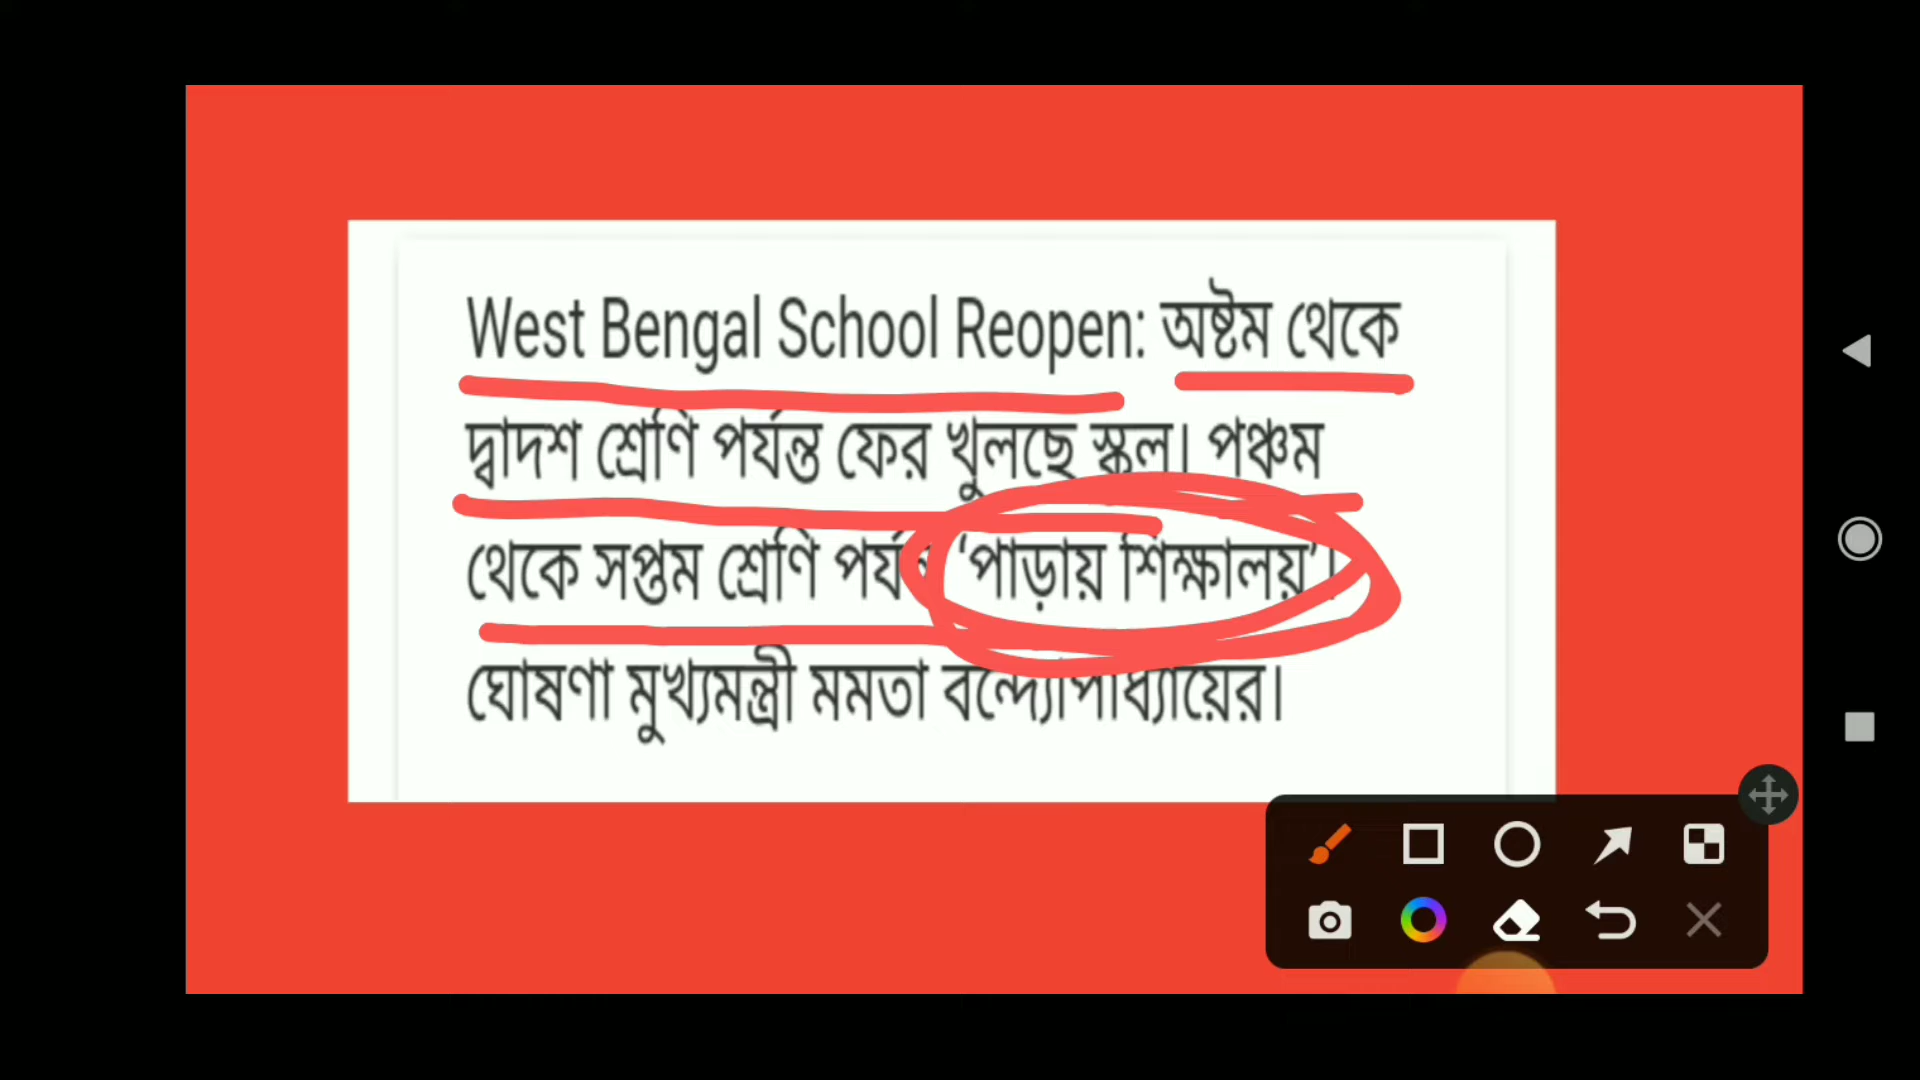 West Bengal School Reopen: অষ্টম থেকে
দ্বাদশ শ্রেণি পর্যন্ত ফের খুলছে স্কুল। পঞ্চম
থেকে সপ্তম শ্রেণি পর্যন্ত ‘পাড়ায় শিক্ষালয়’।
ঘোষণা মুখ্যমন্ত্রী মমতা বন্দ্যোপাধ্যায়ের।